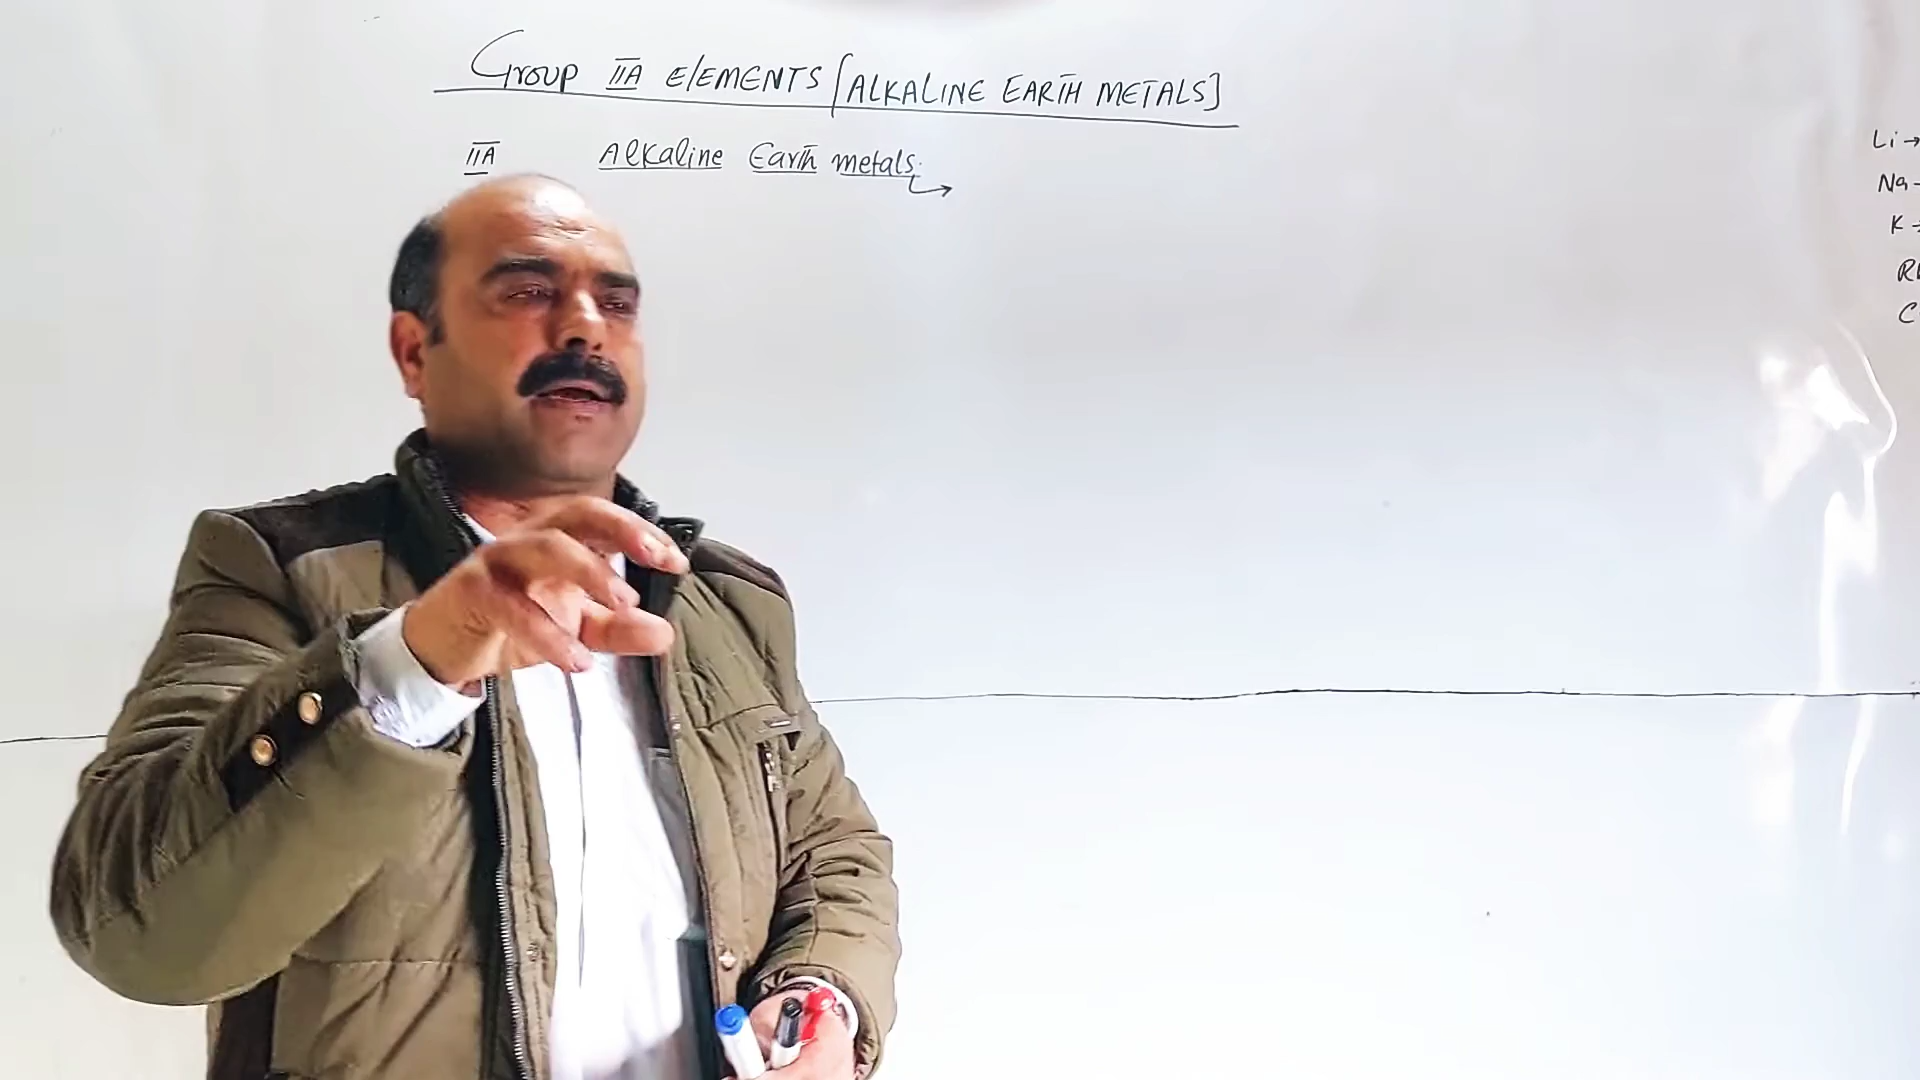 Group IIA ElEMENTS [ALKALINE EARTH METALS]
IIA Alkaline Earth metals.
Li →
Na -
K →